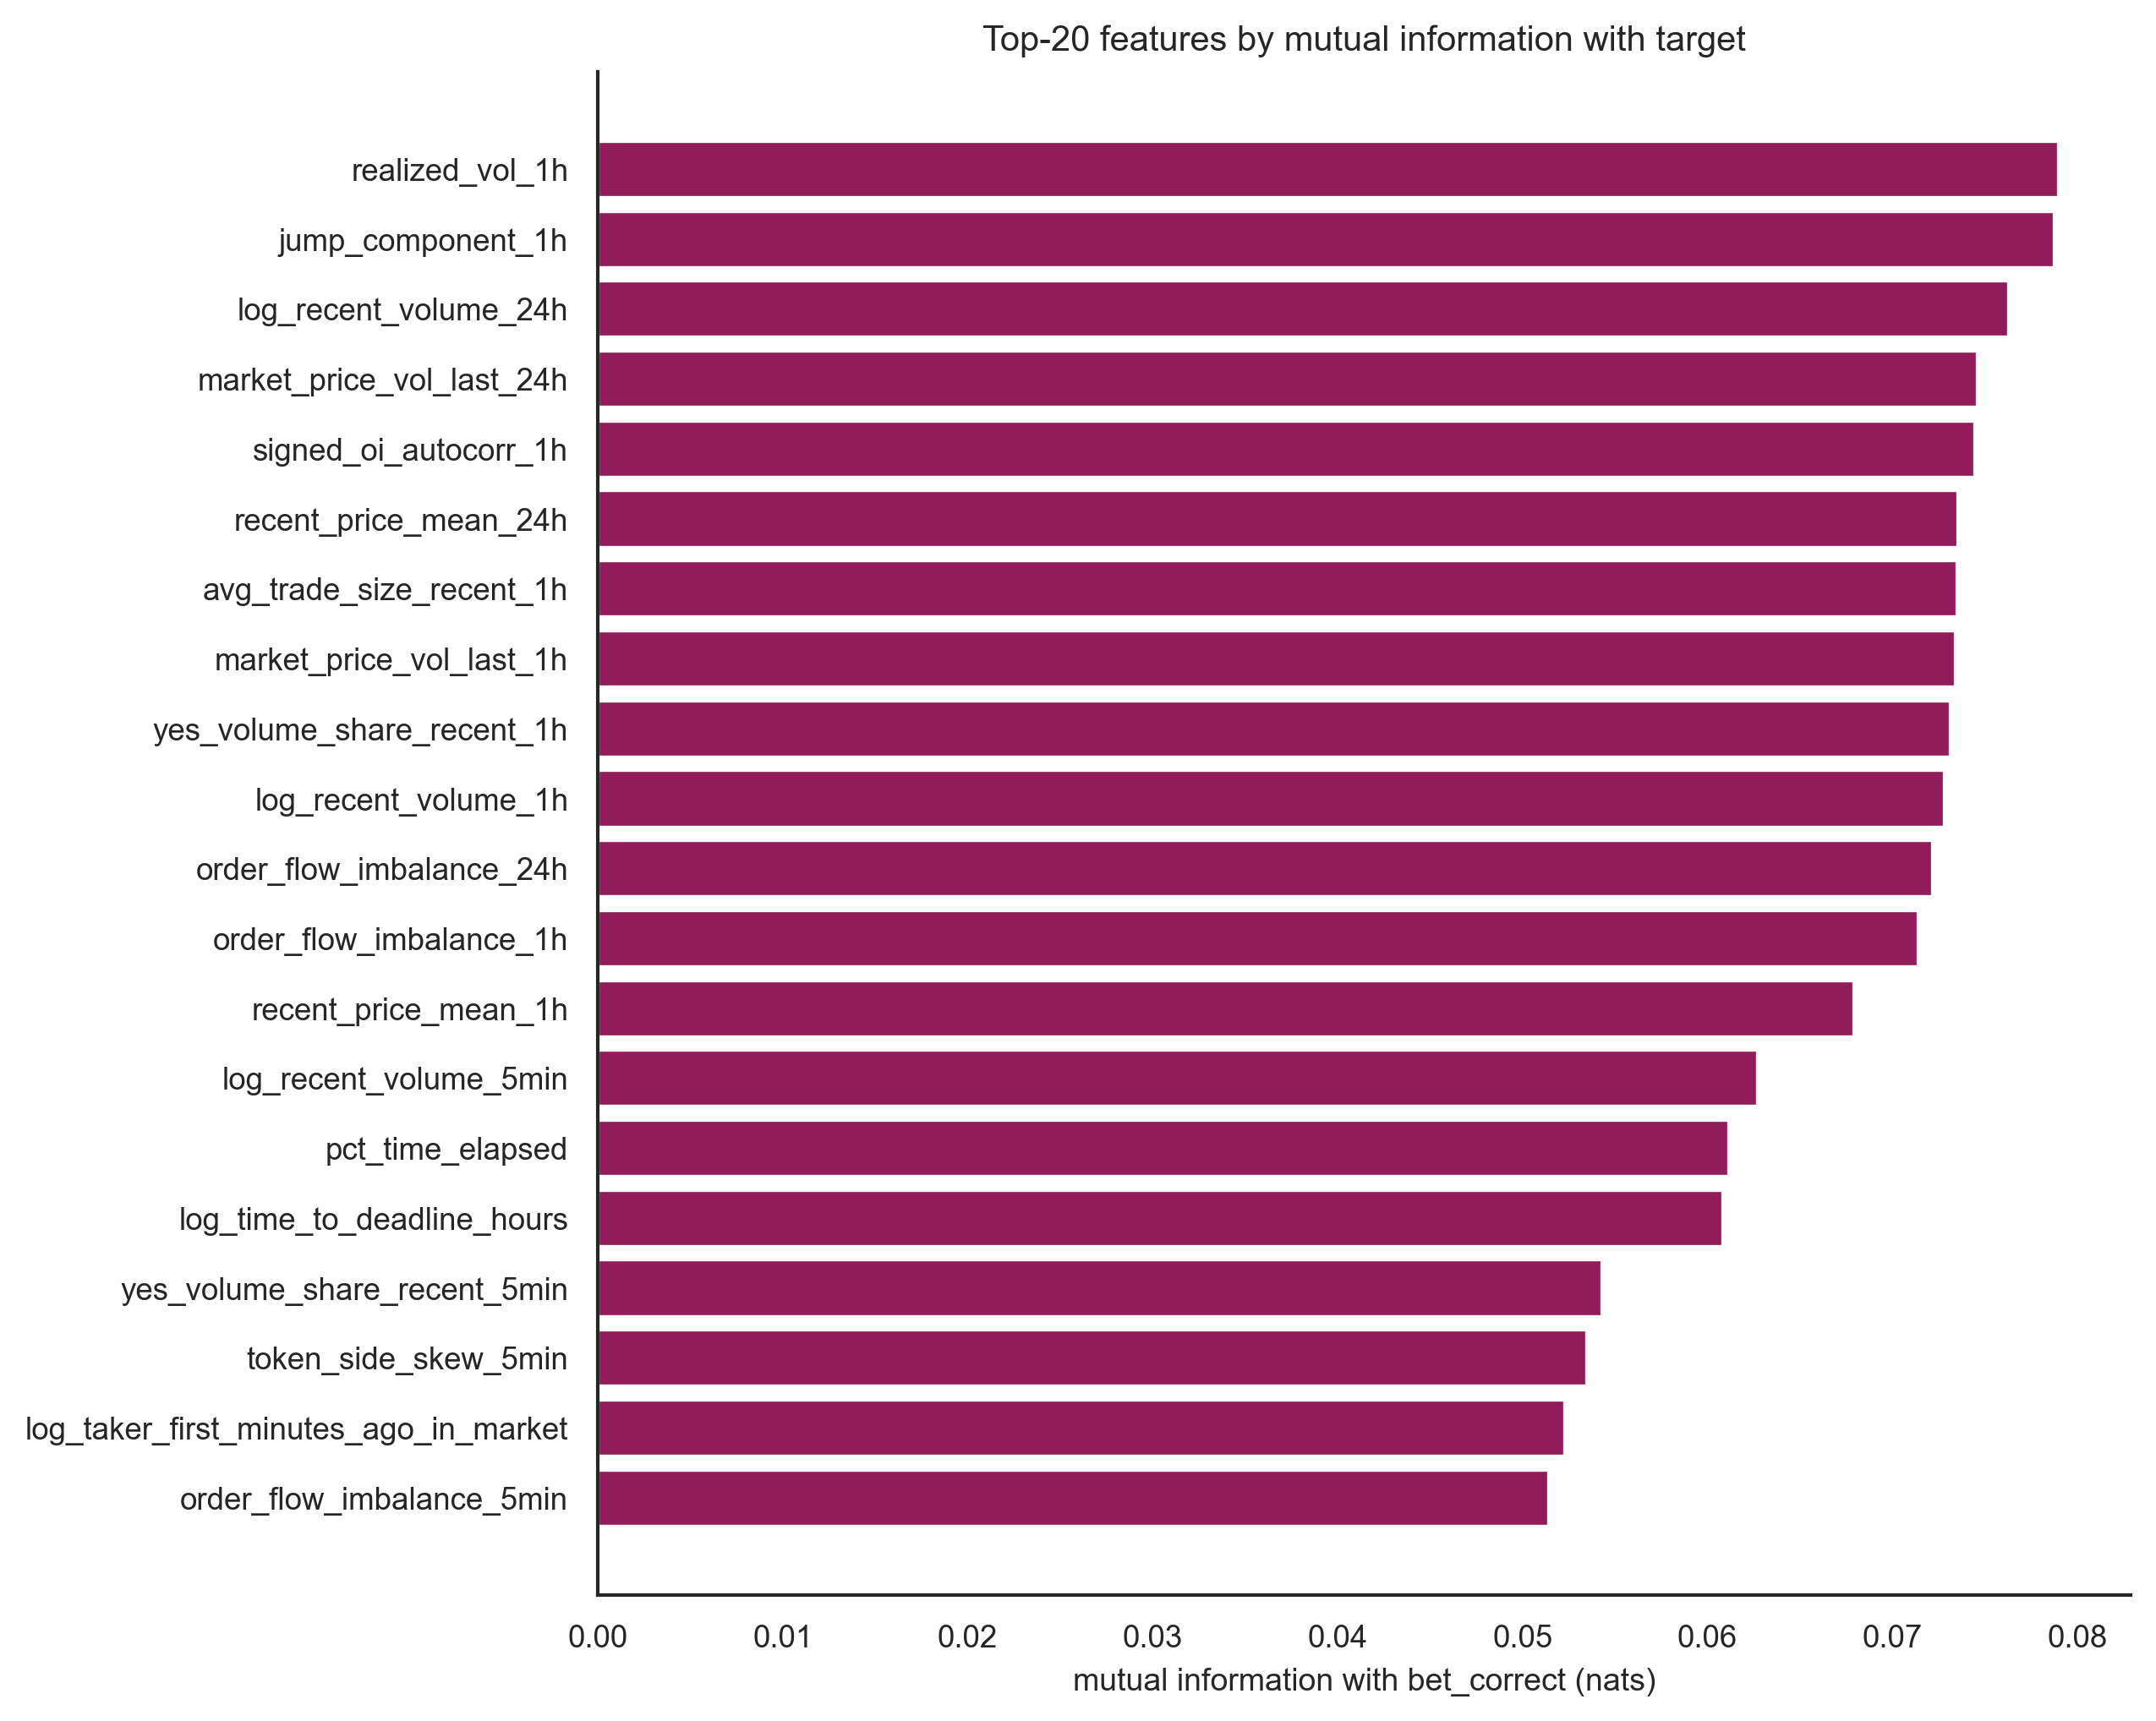 Top-20 features by mutual information with target
realized_vol_1h
jump_component_1h
log_recent_volume_24h
market_price_vol_last_24h
signed_oi_autocorr_1h
recent_price_mean_24h
avg_trade_size_recent_1h
market_price_vol_last_1h
yes_volume_share_recent_1h
log_recent_volume_1h
order_flow_imbalance_24h
order_flow_imbalance_1h
recent_price_mean_1h
log_recent_volume_5min
pct_time_elapsed
log_time_to_deadline_hours
yes_volume_share_recent_5min
token_side_skew_5min
log_taker_first_minutes_ago_in_market
order_flow_imbalance_5min
0.00 0.01 0.02 0.03 0.04 0.05 0.06 0.07 0.08
mutual information with bet_correct (nats)